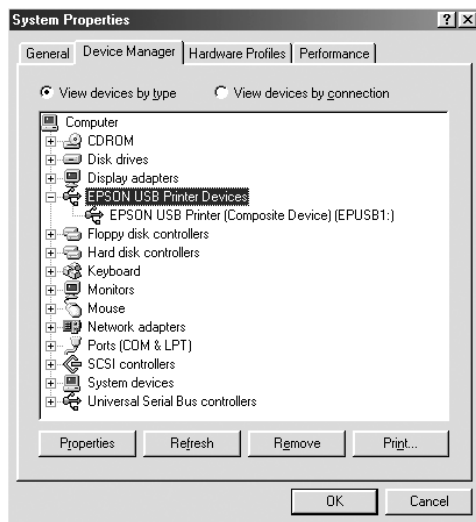 System Properties
General Device Manager Hardware Profiles Performance
View devices by type View devices by connection
Computer
CDROM
Disk drives
Display adapters
EPSON USB Printer Devices
EPSON USB Printer (Composite Device) (EPUSB1:)
Floppy disk controllers
Hard disk controllers
Keyboard
Monitors
Mouse
Network adapters
Ports (COM & LPT)
SCSI controllers
System devices
Universal Serial Bus controllers
Properties Refresh Remove Print...
OK Cancel